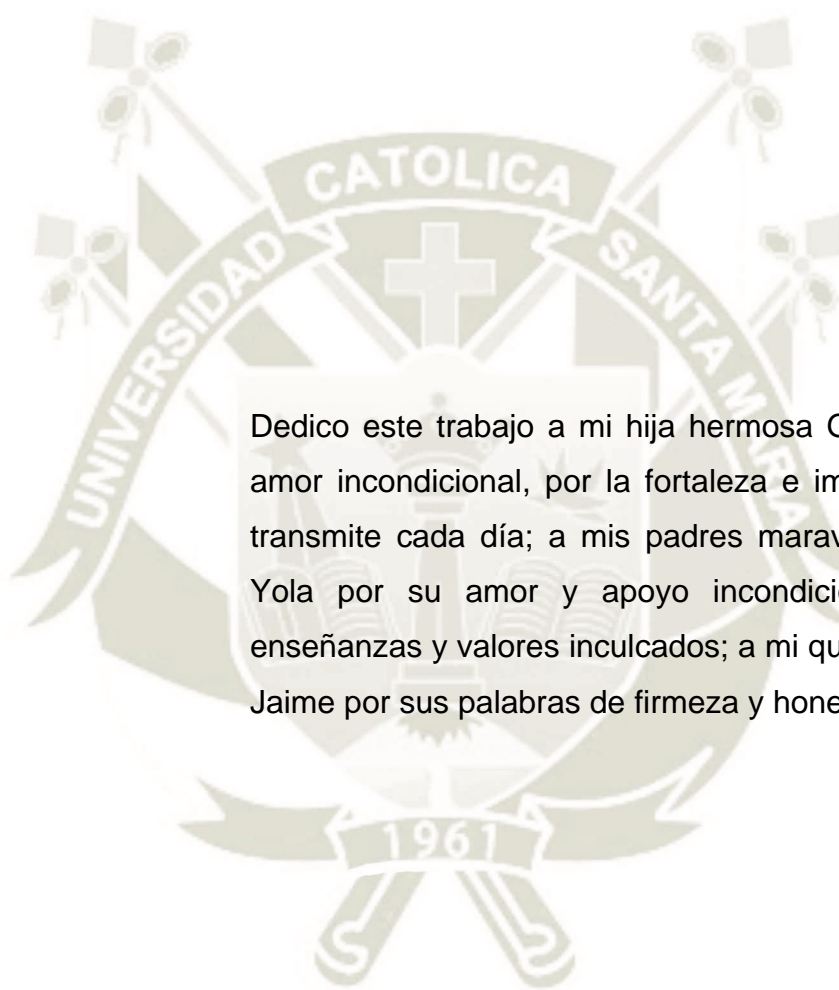 UNIVERSIDAD CATOLICA SANTA MARIA
Dedico este trabajo a mi hija hermosa
amor incondicional, por la fortaleza e
transmite cada día; a mis padres
Yola por su amor y apoyo
enseñanzas y valores inculcados; a mi
Jaime por sus palabras de firmeza y
1961